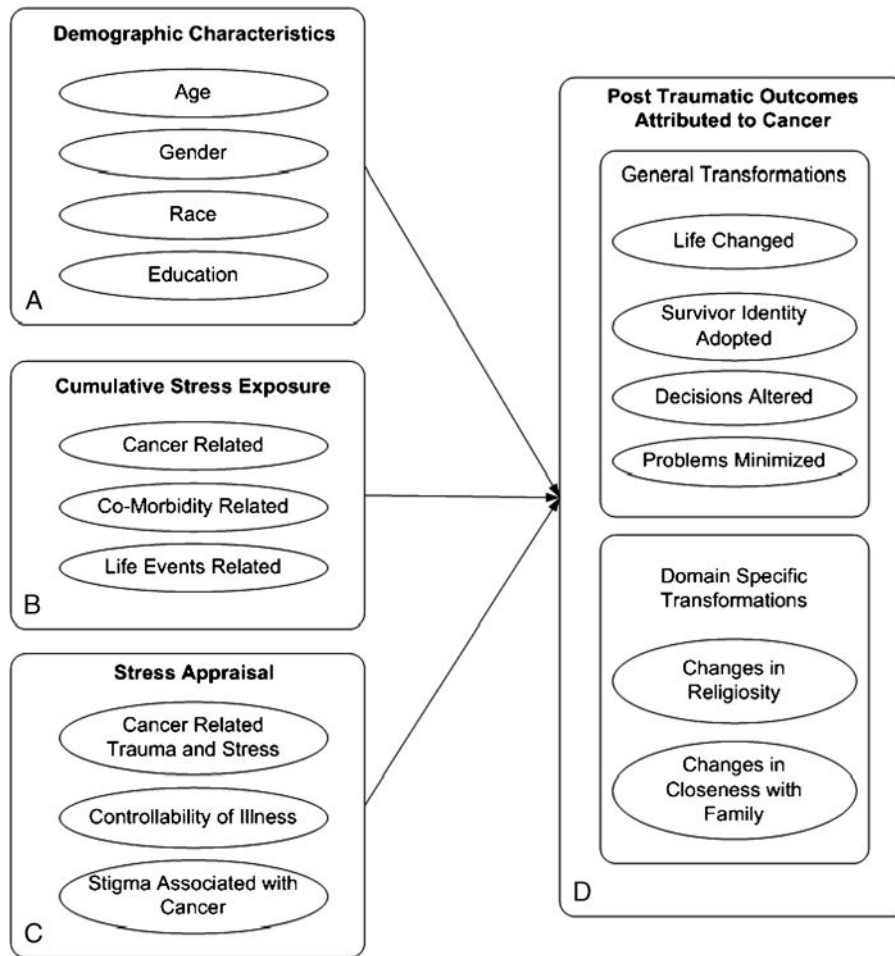 Demographic Characteristics
Age
Gender
Race
Education
A
Cumulative Stress Exposure
Cancer Related
Co-Morbidity Related
Life Events Related
B
Stress Appraisal
Cancer Related
Trauma and Stress
Controllability of Illness
Stigma Associated with
Cancer
C
Post Traumatic Outcomes
Attributed to Cancer
General Transformations
Life Changed
Survivor Identity
Adopted
Decisions Altered
Problems Minimized
Domain Specific
Transformations
Changes in
Religiosity
Changes in
Closeness with
Family
D